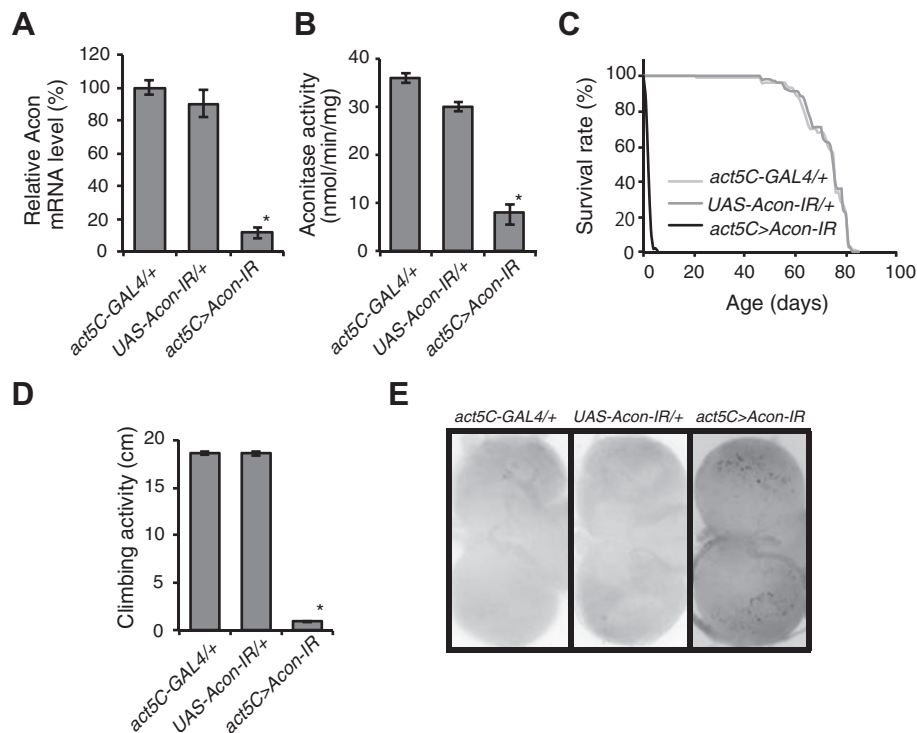 A
Relative Acon
mRNA level (%)
120
100
80
60
40
20
0
*
act5C-GAL4/+
UAS-Acon-IR/+
act5C>Acon-IR
B
Aconitase activity
(nmol/min/mg)
40
30
20
10
0
*
act5C-GAL4/+
UAS-Acon-IR/+
act5C>Acon-IR
C
Survival rate (%)
100
80
60
40
20
0
act5C-GAL4/+
UAS-Acon-IR/+
act5C>Acon-IR
0 20 40 60 80 100
Age (days)
D
Climbing activity (cm)
20
15
10
5
0
*
act5C-GAL4/+
UAS-Acon-IR/+
act5C>Acon-IR
E
act5C-GAL4/+ UAS-Acon-IR/+ act5C>Acon-IR